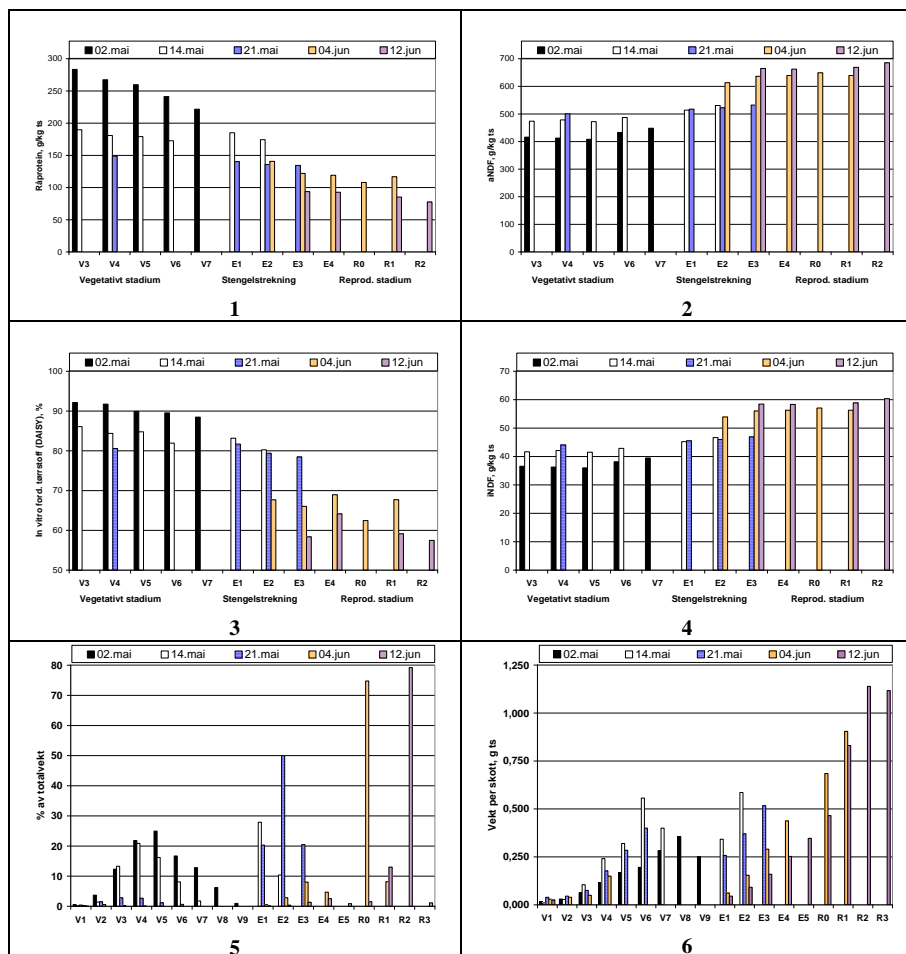 02.mai 14.mai 21.mai 04.jun 12.jun
Råprotein, g/kg ts
300
250
200
150
100
50
0
V3 V4 V5 V6 V7 E1 E2 E3 E4 R0 R1 R2
Vegetativt stadium Stengelstrekning Reprod. stadium
1
02.mai 14.mai 21.mai 04.jun 12.jun
aNDF, g/kg ts
700
600
500
400
300
200
100
0
V3 V4 V5 V6 V7 E1 E2 E3 E4 R0 R1 R2
Vegetativt stadium Stengelstrekning Reprod. stadium
2
02.mai 14.mai 21.mai 04.jun 12.jun
In vitro ford. tørrstoff (DAISY), %
100
90
80
70
60
50
V3 V4 V5 V6 V7 E1 E2 E3 E4 R0 R1 R2
Vegetativt stadium Stengelstrekning Reprod. stadium
3
02.mai 14.mai 21.mai 04.jun 12.jun
iNDF, g/kg ts
70
60
50
40
30
20
10
0
V3 V4 V5 V6 V7 E1 E2 E3 E4 R0 R1 R2
Vegetativt stadium Stengelstrekning Reprod. stadium
4
02.mai 14.mai 21.mai 04.jun 12.jun
% av totalvekt
80
70
60
50
40
30
20
10
0
V1 V2 V3 V4 V5 V6 V7 V8 V9 E1 E2 E3 E4 E5 R0 R1 R2 R3
5
02.mai 14.mai 21.mai 04.jun 12.jun
Vekt per skott, g ts
1,250
1,000
0,750
0,500
0,250
0,000
V1 V2 V3 V4 V5 V6 V7 V8 V9 E1 E2 E3 E4 E5 R0 R1 R2 R3
6